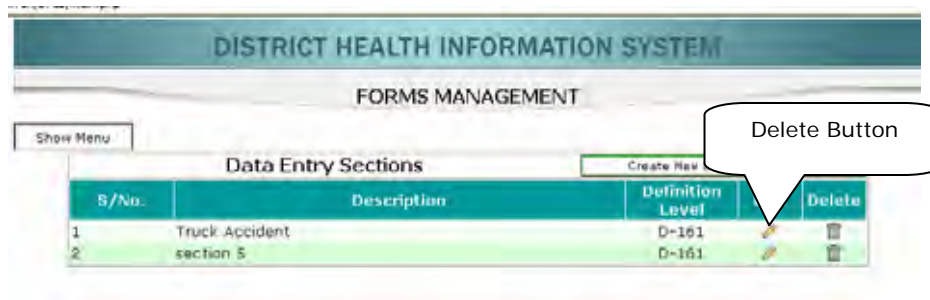 DISTRICT HEALTH INFORMATION SYSTEM
FORMS MANAGEMENT
Show Menu
Delete Button
Data Entry Sections
Create New
S/No. Description Definition Level Delete
1 Truck Accident D-161
2 section 5 D-161